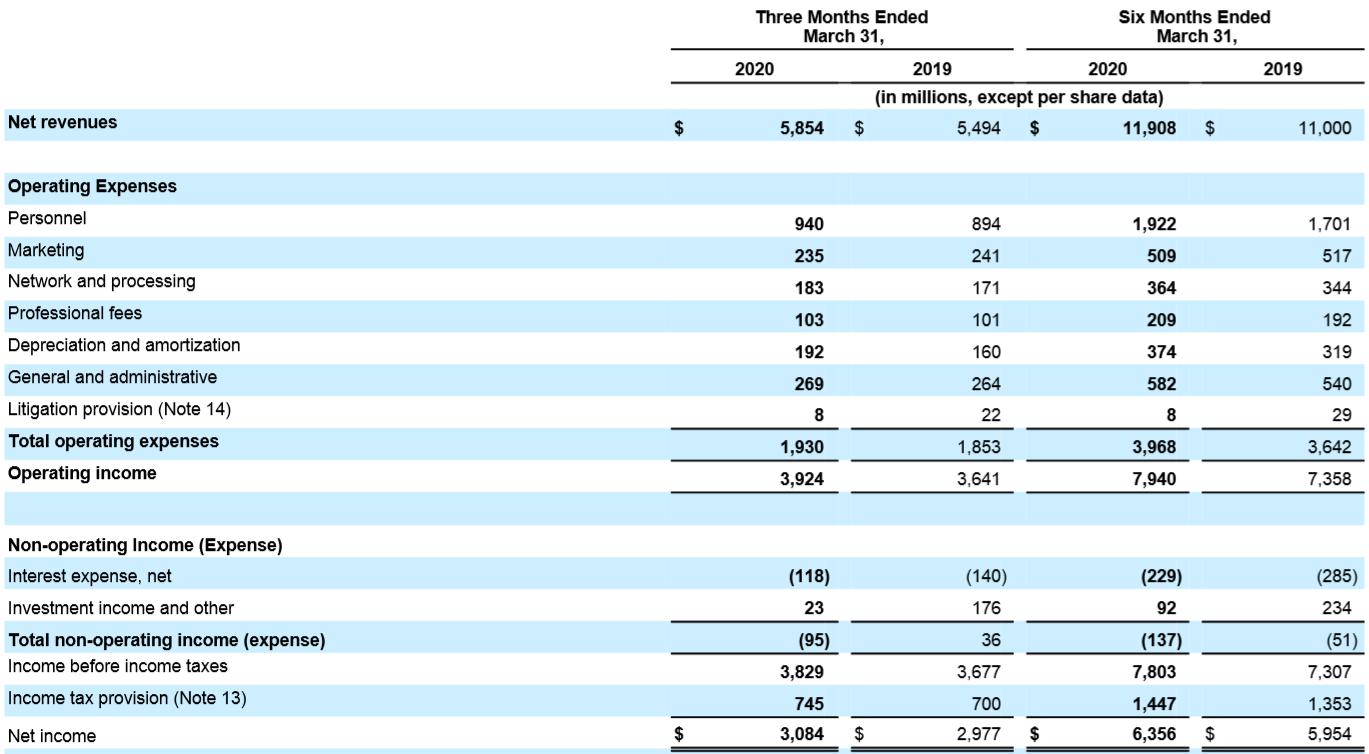 Three Months Ended Six Months Ended
March 31, March 31,
2020 2019 2020 2019
(in millions, except per share data)
Net revenues $ 5,854 $ 5,494 $ 11,908 $ 11,000
Operating Expenses
Personnel 940 894 1,922 1,701
Marketing 235 241 509 517
Network and processing 183 171 364 344
Professional fees 103 101 209 192
Depreciation and amortization 192 160 374 319
General and administrative 269 264 582 540
Litigation provision (Note 14) 8 22 8 29
Total operating expenses 1,930 1,853 3,968 3,642
Operating income 3,924 3,641 7,940 7,358
Non-operating Income (Expense)
Interest expense, net (118) (140) (229) (285)
Investment income and other 23 176 92 234
Total non-operating income (expense) (95) 36 (137) (51)
Income before income taxes 3,829 3,677 7,803 7,307
Income tax provision (Note 13) 745 700 1,447 1,353
Net income $ 3,084 $ 2,977 $ 6,356 $ 5,954